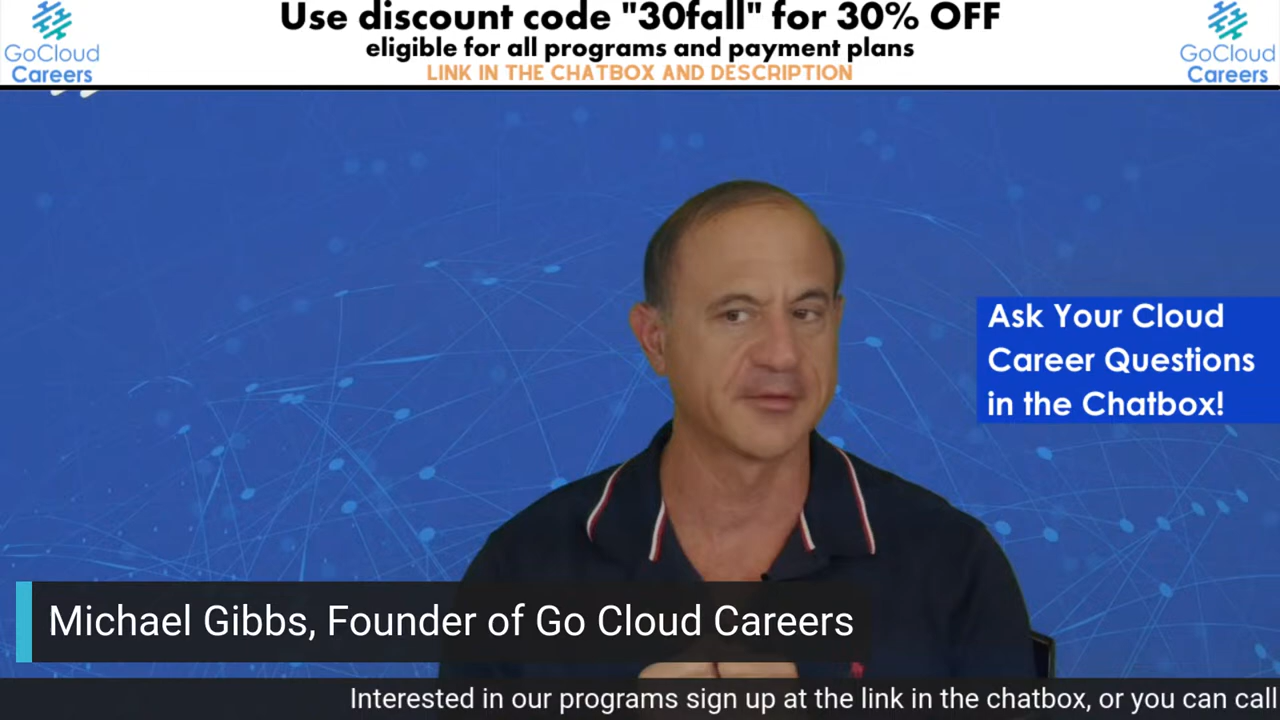 Use discount code "30fall" for 30% OFF
eligible for all programs and payment plans
LINK IN THE CHATBOX AND DESCRIPTION
GoCloud
Careers
GoCloud
Careers
Ask Your Cloud
Career Questions
in the Chatbox!
Michael Gibbs, Founder of Go Cloud Careers
Interested in our programs sign up at the link in the chatbox, or you can call